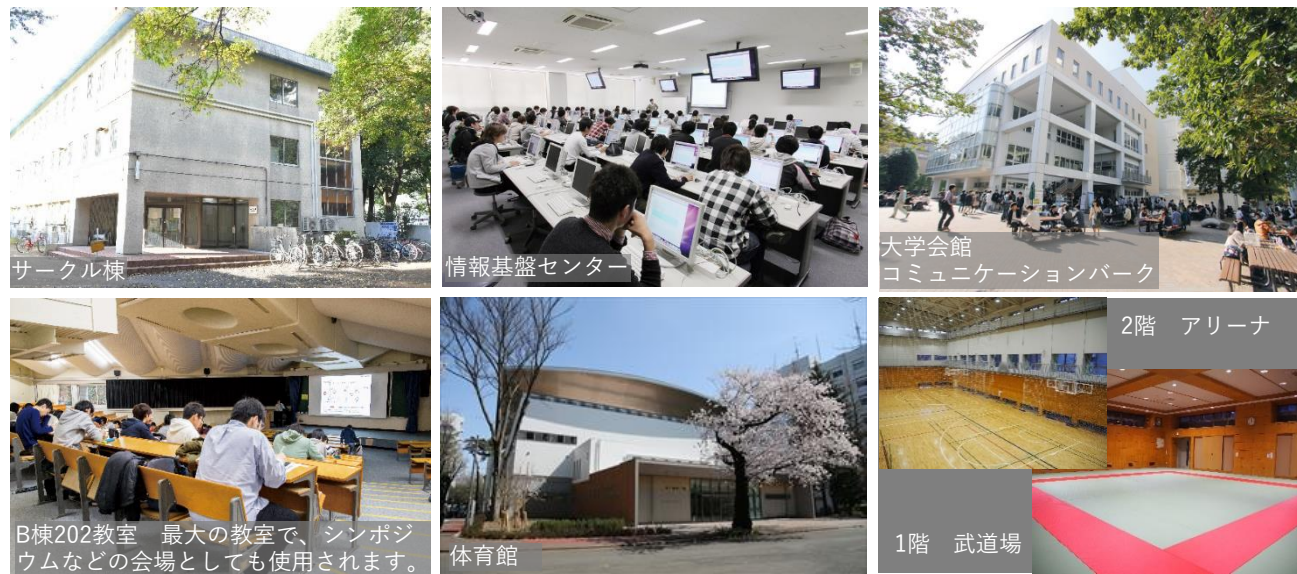 サークル棟
情報基盤センター
大学会館
コミュニケーションパーク
B棟202教室　最大の教室で、シンポジ
ウムなどの会場としても使用されます。
体育館
2階　アリーナ
1階　武道場